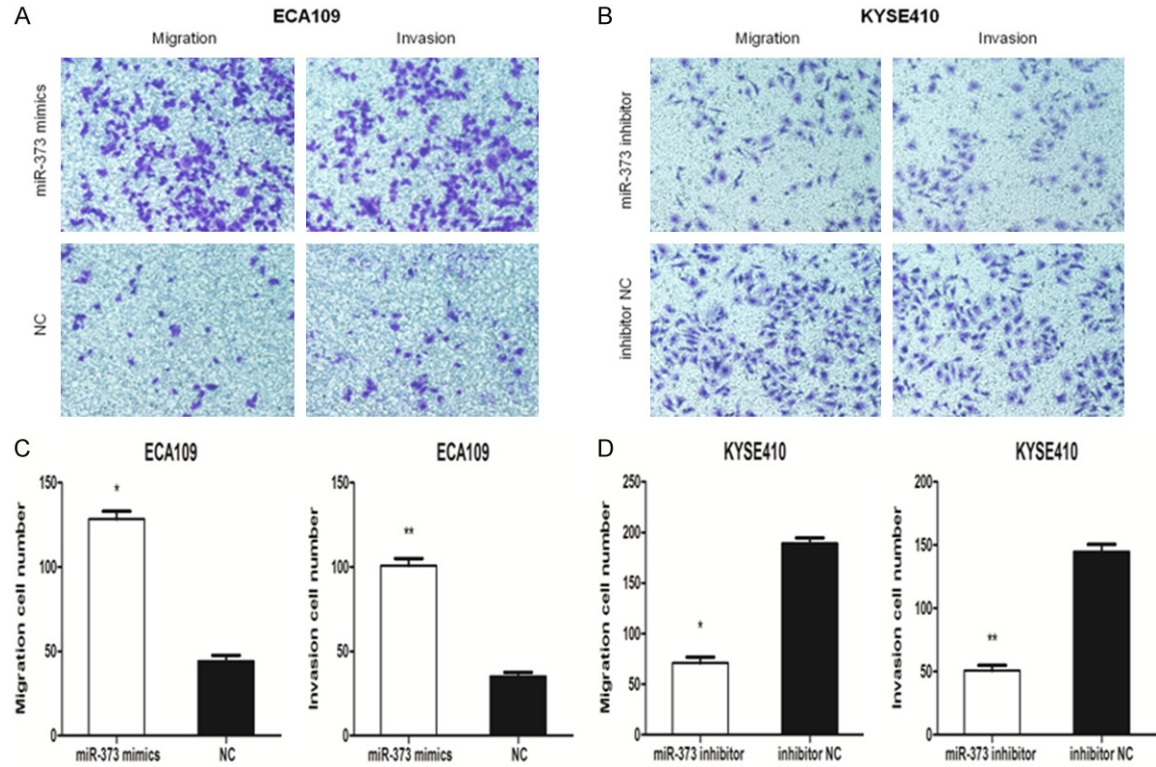 A
ECA109
Migration
Invasion
miR-373 mimics
NC
B
KYSE410
Migration
Invasion
miR-373 inhibitor
inhibitor NC
C
ECA109
Migration cell number
150
100
50
0
*
miR-373 mimics
NC
ECA109
Invasion cell number
150
100
50
0
**
miR-373 mimics
NC
D
KYSE410
Migration cell number
250
200
150
100
50
0
*
miR-373 inhibitor
inhibitor NC
KYSE410
Invasion cell number
200
150
100
50
0
**
miR-373 inhibitor
inhibitor NC